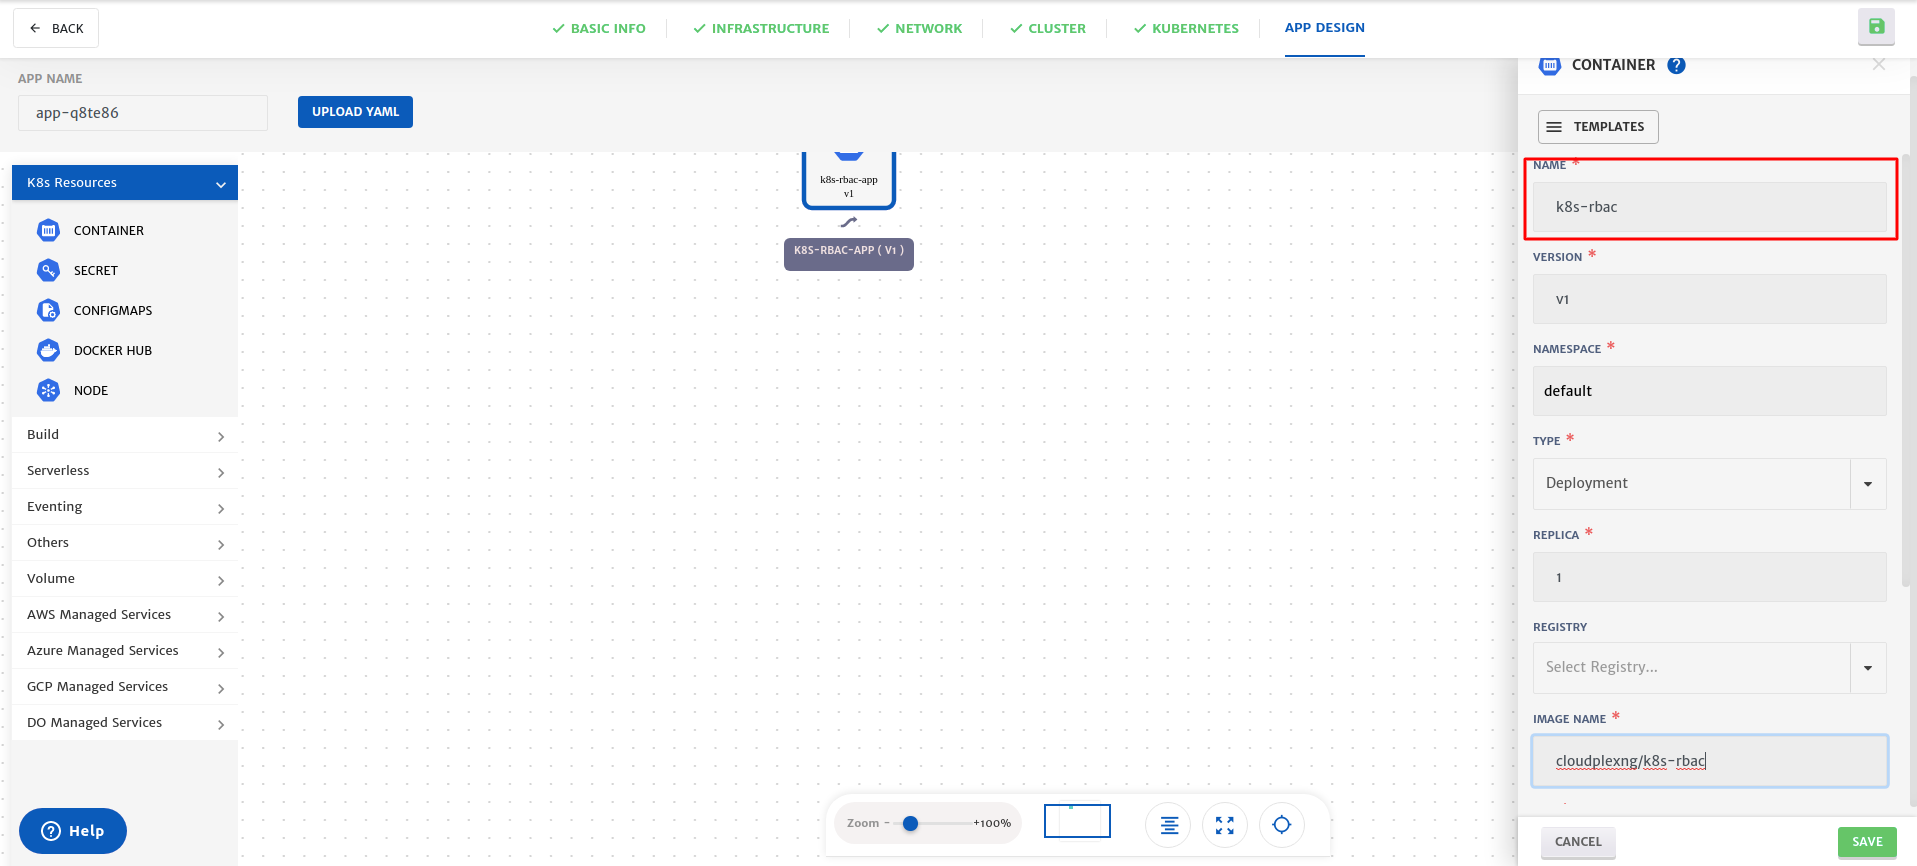 BACK
BASIC INFO
INFRASTRUCTURE
NETWORK
CLUSTER
KUBERNETES
APP DESIGN
APP NAME
app-q8te86
UPLOAD YAML
K8s Resources
CONTAINER
SECRET
CONFIGMAPS
DOCKER HUB
NODE
Build
Serverless
Eventing
Others
Volume
AWS Managed Services
Azure Managed Services
GCP Managed Services
DO Managed Services
? Help
k8s-rbac-app
v1
K8S-RBAC-APP ( V1 )
Zoom - +100%
CONTAINER ?
TEMPLATES
NAME *
k8s-rbac
VERSION *
v1
NAMESPACE *
default
TYPE *
Deployment
REPLICA *
1
REGISTRY
Select Registry...
IMAGE NAME *
cloudplexng/k8s-rbac
CANCEL
SAVE